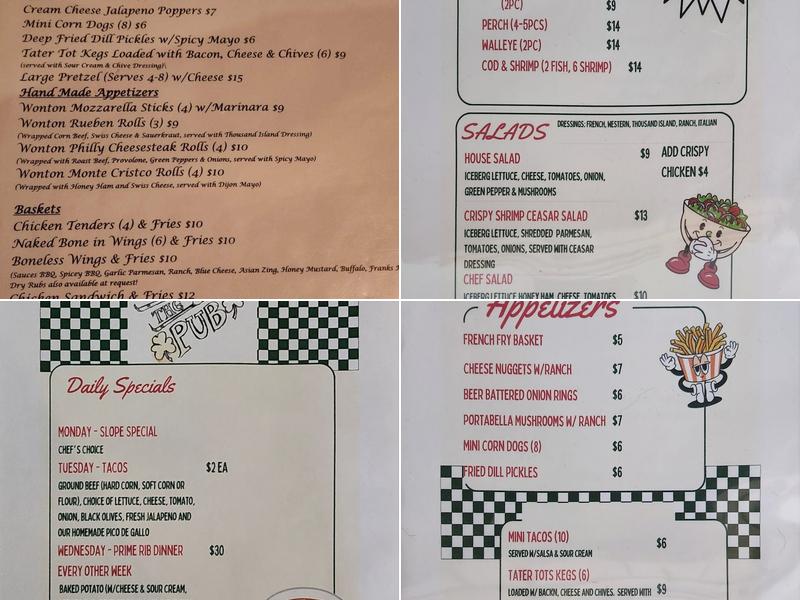 Cream Cheese Jalapeno Poppers $7
Mini Corn Dogs (8) $6
Deep Fried Dill Pickles w/Spicy Mayo $6
Tater Tot Kegs Loaded with Bacon, Cheese & Chives (6) $9
(served with Sour Cream & Chive Dressing)\
Large Pretzel (Serves 4-8) w/Cheese $15
Hand Made Appetizers
Wonton Mozzarella Sticks (4) w/Marinara $9
Wonton Rueben Rolls (3) $9
(Wrapped Corn Beef, Swiss Cheese & Sauerkraut, served with Thousand Island Dressing)
Wonton Philly Cheesesteak Rolls (4) $10
(Wrapped with Roast Beef, Provolone, Green Peppers & Onions, served with Spicy Mayo)
Wonton Monte Cristco Rolls (4) $10
(Wrapped with Honey Ham and Swiss Cheese, served with Dijon Mayo)
Baskets
Chicken Tenders (4) & Fries $10
Naked Bone in Wings (6) & Fries $10
Boneless Wings & Fries $10
(Sauces BBQ, Spicey BBQ, Garlic Parmesan, Ranch, Blue Cheese, Asian Zing, Honey Mustard, Buffalo, Franks
Dry Rubs also available at request!
Chicken Sandwich & Fries $12
(2PC) $9
PERCH (4-5PCS) $14
WALLEYE (2PC) $14
COD & SHRIMP (2 FISH, 6 SHRIMP) $14
SALADS DRESSINGS: FRENCH, WESTERN, THOUSAND ISLAND, RANCH, ITALIAN
HOUSE SALAD $9 ADD CRISPY
CHICKEN $4
ICEBERG LETTUCE, CHEESE, TOMATOES, ONION,
GREEN PEPPER & MUSHROOMS
CRISPY SHRIMP CEASAR SALAD $13
ICEBERG LETTUCE, SHREDDED PARMESAN,
TOMATOES, ONIONS, SERVED WITH CEASAR
DRESSING
CHEF SALAD
ICEBERG LETTUCE HONEY HAM, CHEESE, TOMATOES $10
PUB
Daily Specials
MONDAY - SLOPE SPECIAL
CHEF'S CHOICE
TUESDAY - TACOS $2 EA
GROUND BEEF (HARD CORN, SOFT CORN OR
FLOUR), CHOICE OF LETTUCE, CHEESE, TOMATO,
ONION, BLACK OLIVES, FRESH JALAPENO AND
OUR HOMEMADE PICO DE GALLO
WEDNESDAY - PRIME RIB DINNER $30
EVERY OTHER WEEK
BAKED POTATO (W/CHEESE & SOUR CREAM,
Appetizers
FRENCH FRY BASKET $5
CHEESE NUGGETS W/RANCH $7
BEER BATTERED ONION RINGS $6
PORTABELLA MUSHROOMS W/ RANCH $7
MINI CORN DOGS (8) $6
FRIED DILL PICKLES $6
MINI TACOS (10) $6
SERVED W/SALSA & SOUR CREAM
TATER TOTS KEGS (6)
LOADED W/ BACKN, CHEESE AND CHIVES. SERVED WITH $9